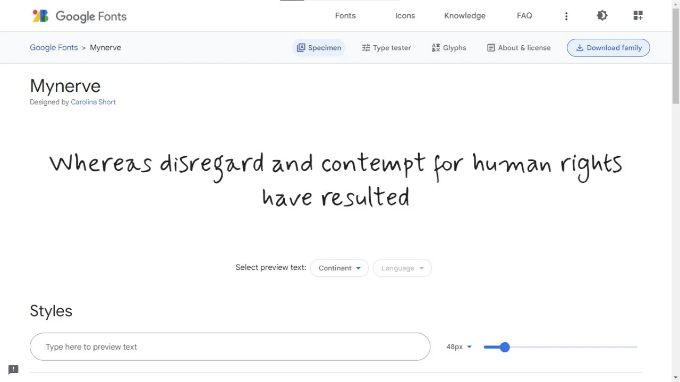 Google Fonts
Fonts
Icons
Knowledge
FAQ
Google Fonts > Mynerve
Specimen
Type tester
Glyphs
About & license
Download family
Mynerve
Designed by Carolina Short
Whereas disregard and contempt for human rights
have resulted
Select preview text:
Continent
Language
Styles
Type here to preview text
48px